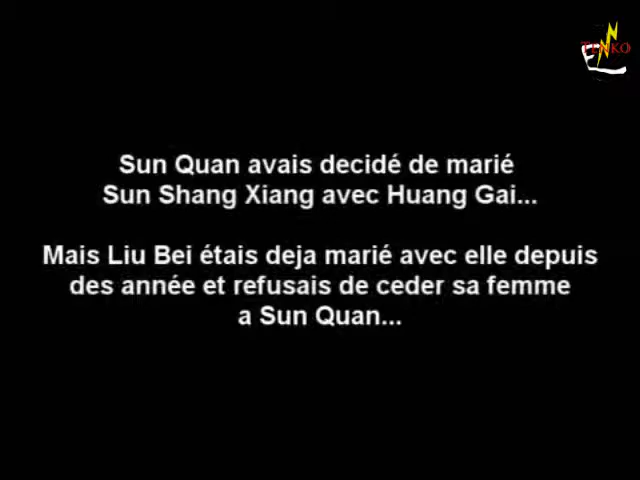 TENKO
Sun Quan avais decidé de marié
Sun Shang Xiang avec Huang Gai...
Mais Liu Bei étais deja marié avec elle depuis
des année et refusais de ceder sa femme
a Sun Quan...